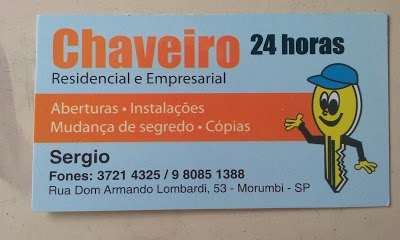 Chaveiro 24 horas
Residencial e Empresarial
Aberturas • Instalações
Mudança de segredo • Cópias
Sergio
Fones: 3721 4325 / 9 8085 1388
Rua Dom Armando Lombardi, 53 - Morumbi - SP